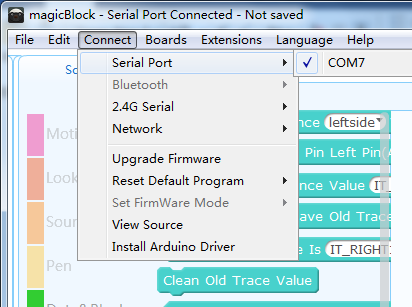 magicBlock - Serial Port Connected - Not saved
File Edit Connect Boards Extensions Language Help
Serial Port
COM7
Bluetooth
2.4G Serial
Network
Upgrade Firmware
Reset Default Program
Set FirmWare Mode
View Source
Install Arduino Driver
Sc
Motio
Look
Soun
Pen
nce leftside
Pin Left Pin(A
nce Value IT_
ave Old Trace
e Is IT_RIGHT
Clean Old Trace Value